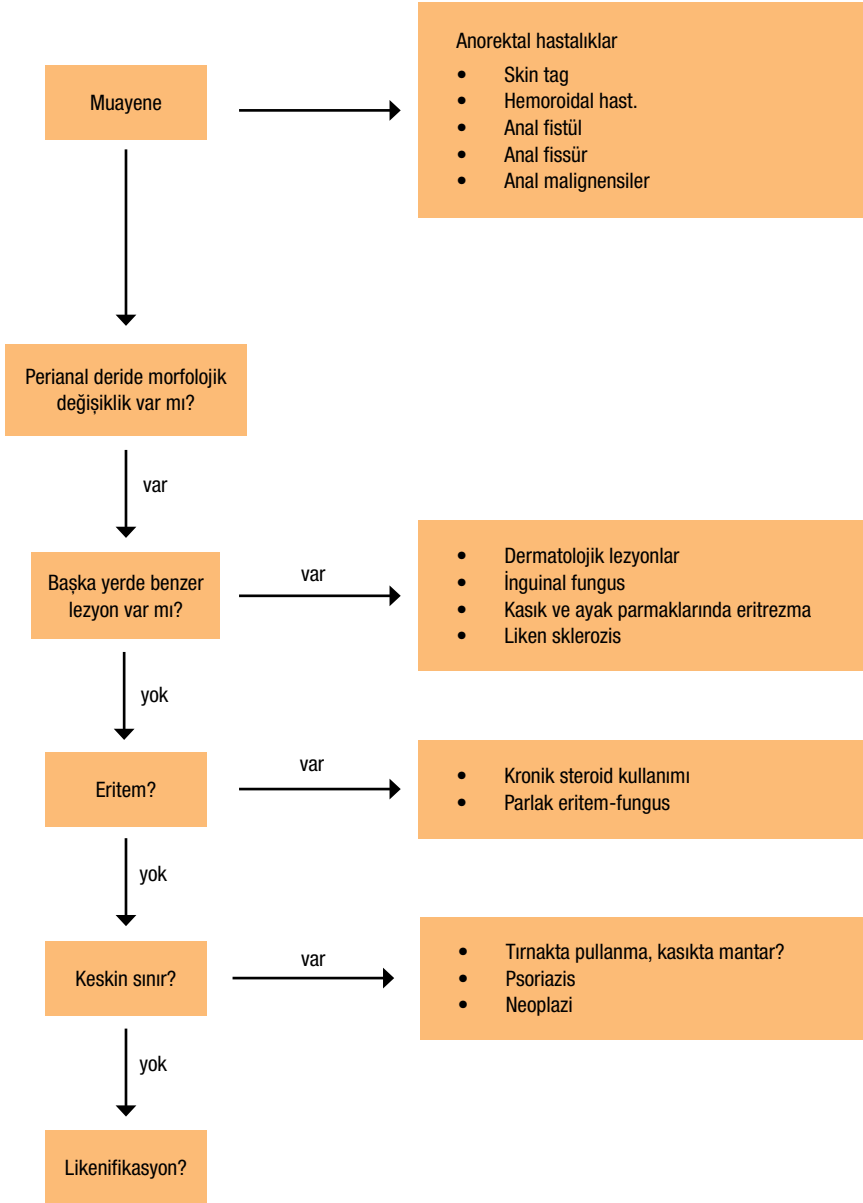 Muayene
Anorektal hastalıklar
• Skin tag
• Hemoroidal hast.
• Anal fistül
• Anal fissür
• Anal malignensiler
Perianal deride morfolojik
değişiklik var mı?
var
Başka yerde benzer
lezyon var mı?
var
• Dermatolojik lezyonlar
• İnguinal fungus
• Kasık ve ayak parmaklarında eritrezma
• Liken sklerozis
yok
Eritem?
var
• Kronik steroid kullanımı
• Parlak eritem-fungus
yok
Keskin sınır?
var
• Tırnakta pullanma, kasıkta mantar?
• Psoriazis
• Neoplazi
yok
Likenifikasyon?